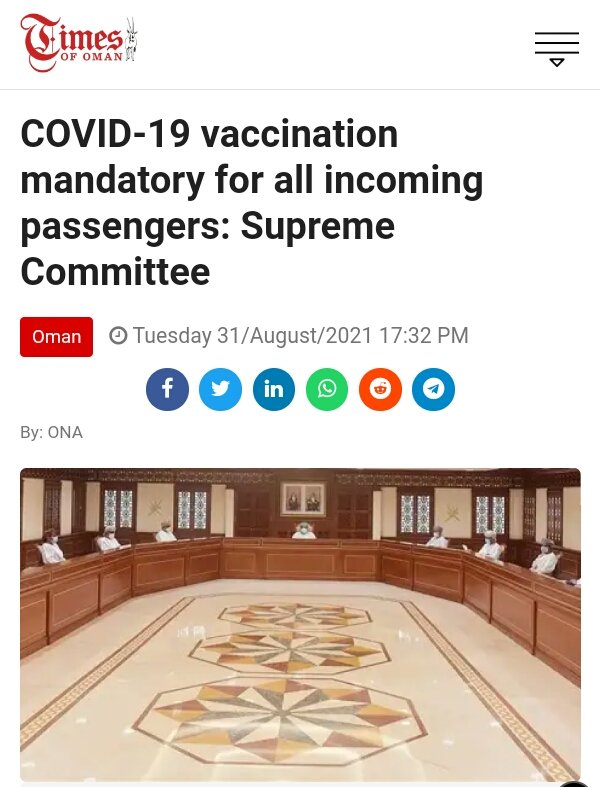 Times
OF OMAN
COVID-19 vaccination
mandatory for all incoming
passengers: Supreme
Committee
Oman
Tuesday 31/August/2021 17:32 PM
By: ONA